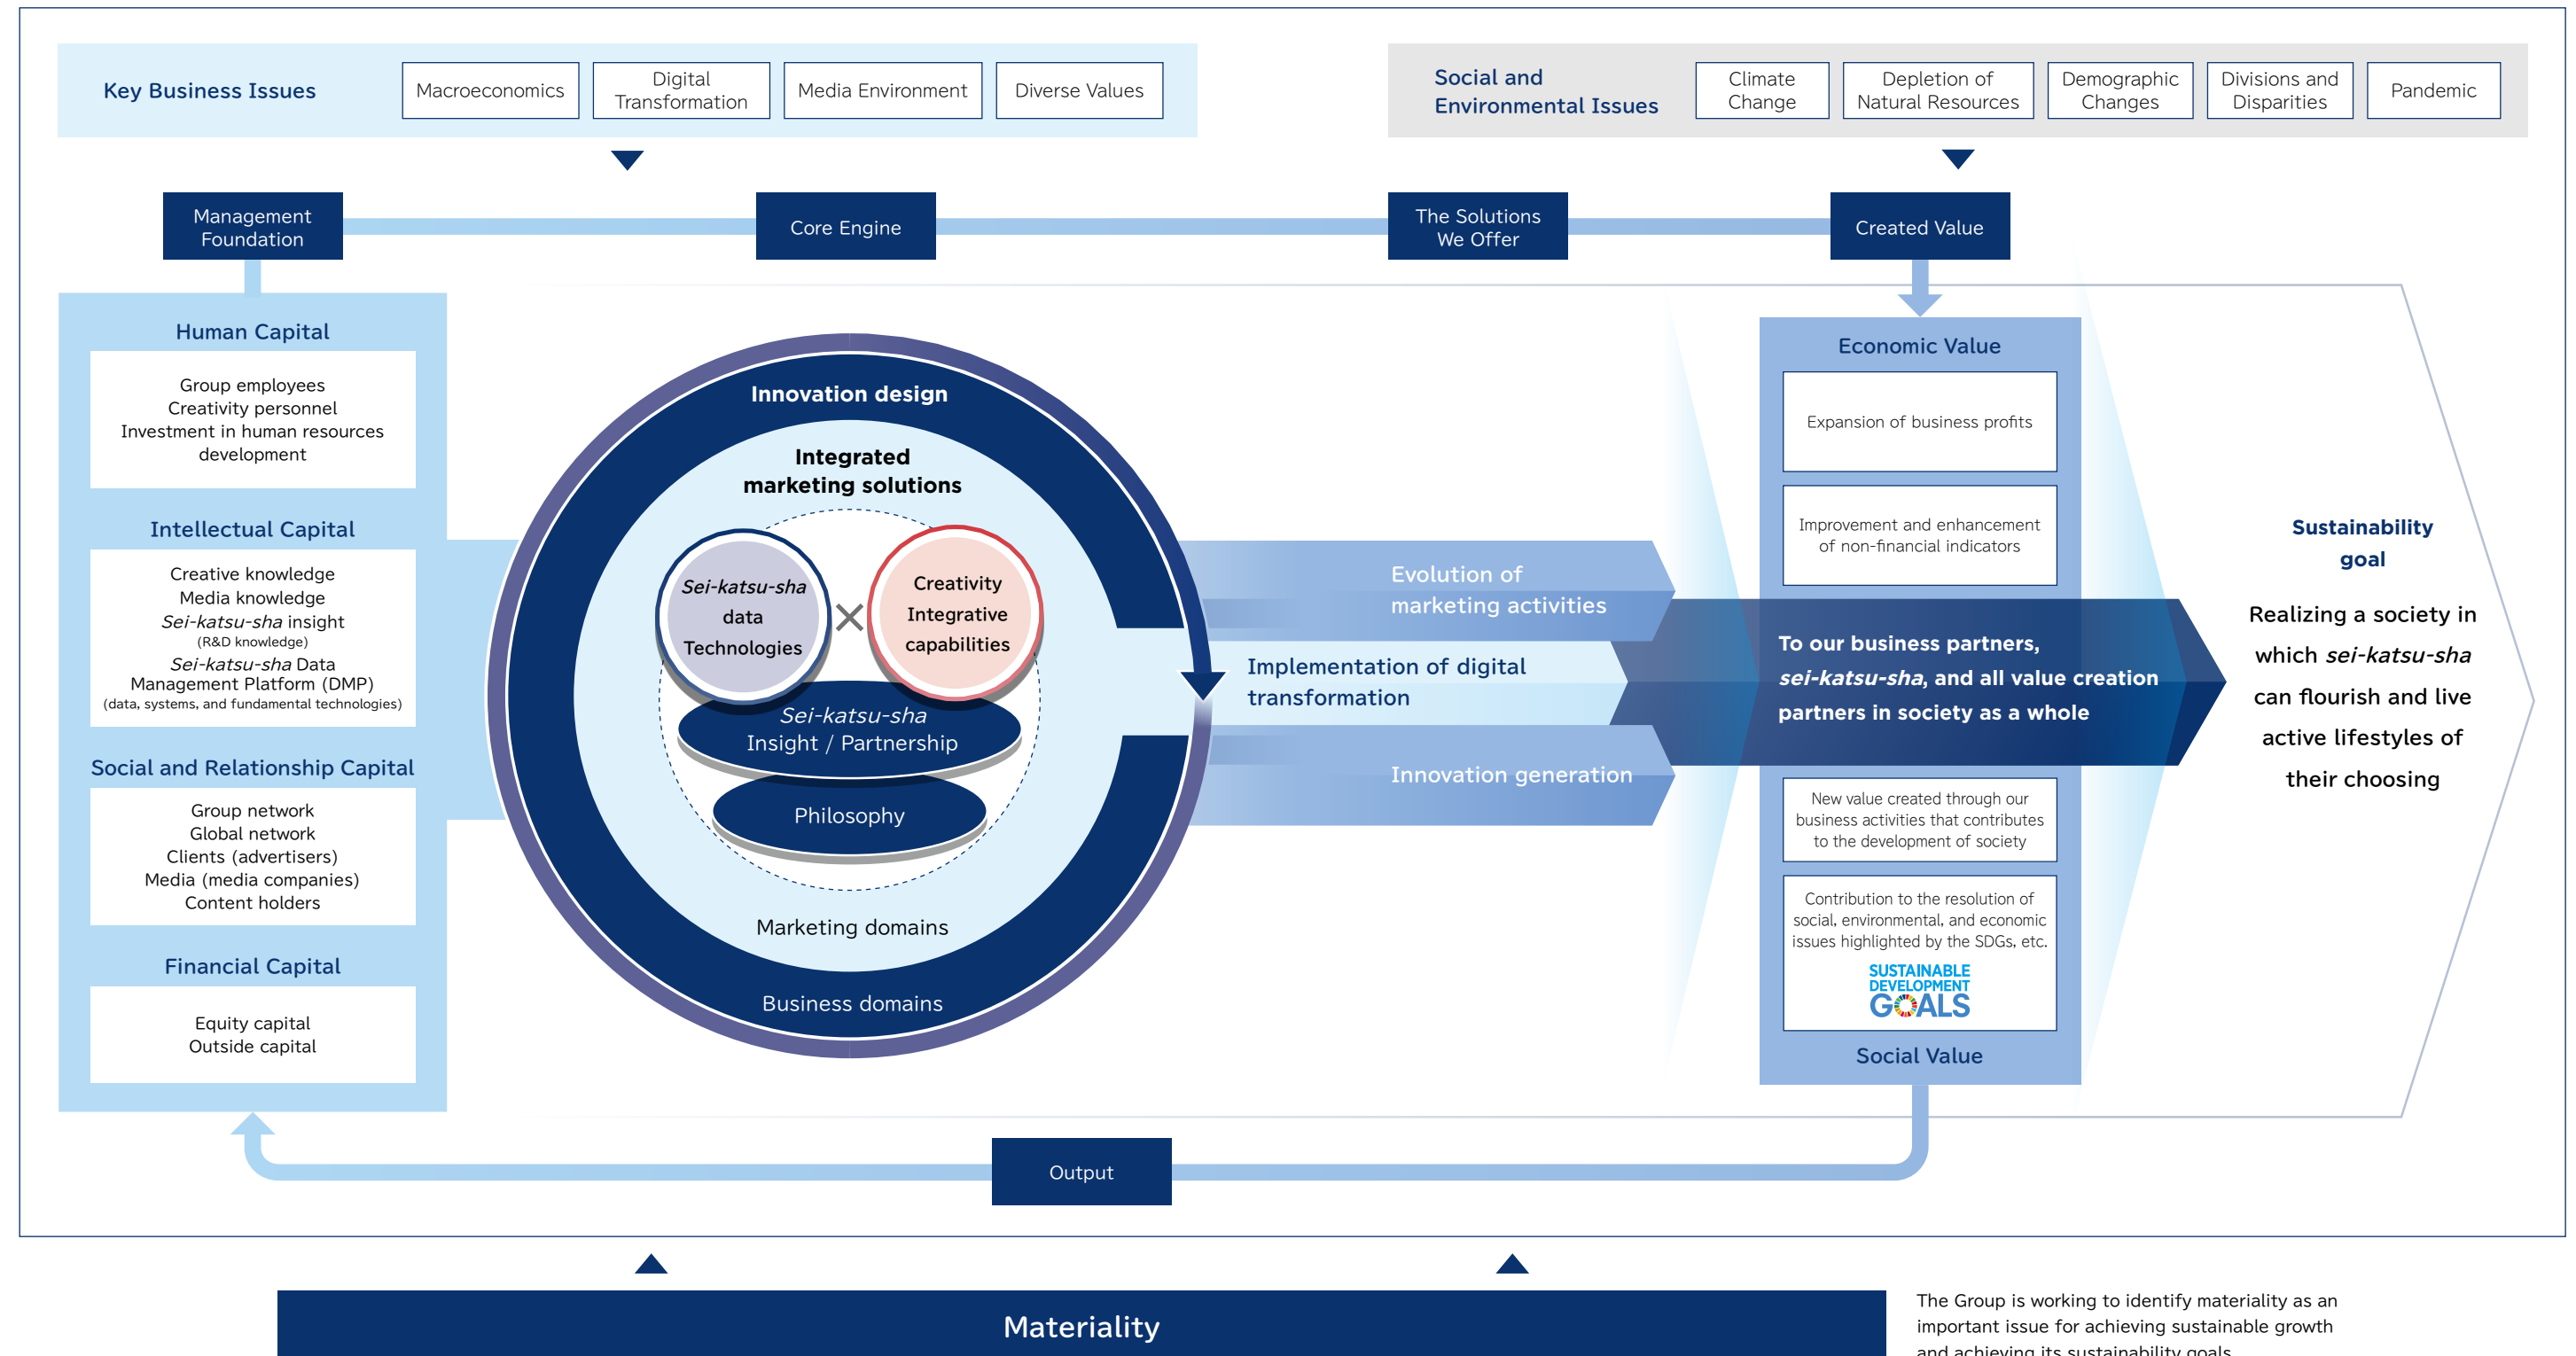 Key Business Issues
Macroeconomics
Digital
Transformation
Media Environment
Diverse Values
Social and
Environmental Issues
Climate
Change
Depletion of
Natural Resources
Demographic
Changes
Divisions and
Disparities
Pandemic
Management
Foundation
Core Engine
The Solutions
We Offer
Created Value
Human Capital
Group employees
Creativity personnel
Investment in human resources
development
Intellectual Capital
Creative knowledge
Media knowledge
Sei-katsu-sha insight
(R&D knowledge)
Sei-katsu-sha Data
Management Platform (DMP)
(data, systems, and fundamental technologies)
Social and Relationship Capital
Group network
Global network
Clients (advertisers)
Media (media companies)
Content holders
Financial Capital
Equity capital
Outside capital
Innovation design
Integrated
marketing solutions
Sei-katsu-sha
data
Technologies
×
Creativity
Integrative
capabilities
Sei-katsu-sha
Insight / Partnership
Philosophy
Marketing domains
Business domains
Evolution of
marketing activities
Implementation of digital
transformation
Innovation generation
Economic Value
Expansion of business profits
Improvement and enhancement
of non-financial indicators
To our business partners,
sei-katsu-sha, and all value creation
partners in society as a whole
New value created through our
business activities that contributes
to the development of society
Contribution to the resolution of
social, environmental, and economic
issues highlighted by the SDGs, etc.
SUSTAINABLE
DEVELOPMENT
GOALS
Social Value
Sustainability
goal
Realizing a society in
which sei-katsu-sha
can flourish and live
active lifestyles of
their choosing
Output
Materiality
The Group is working to identify materiality as an
important issue for achieving sustainable growth
and achieving its sustainability goals